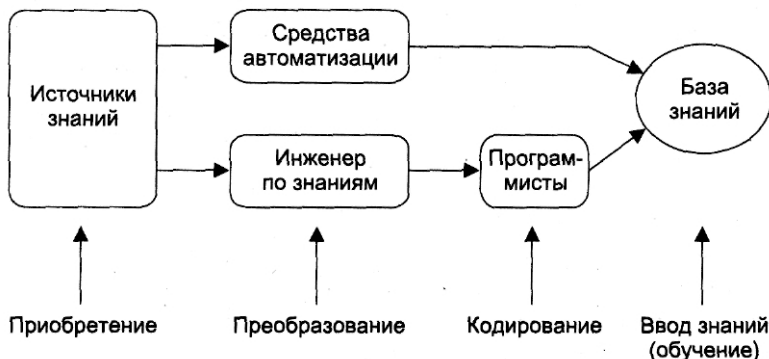 Источники
знаний
Средства
автоматизации
База
знаний
Инженер
по знаниям
Програм-
мисты
Приобретение
Преобразование
Кодирование
Ввод знаний
(обучение)